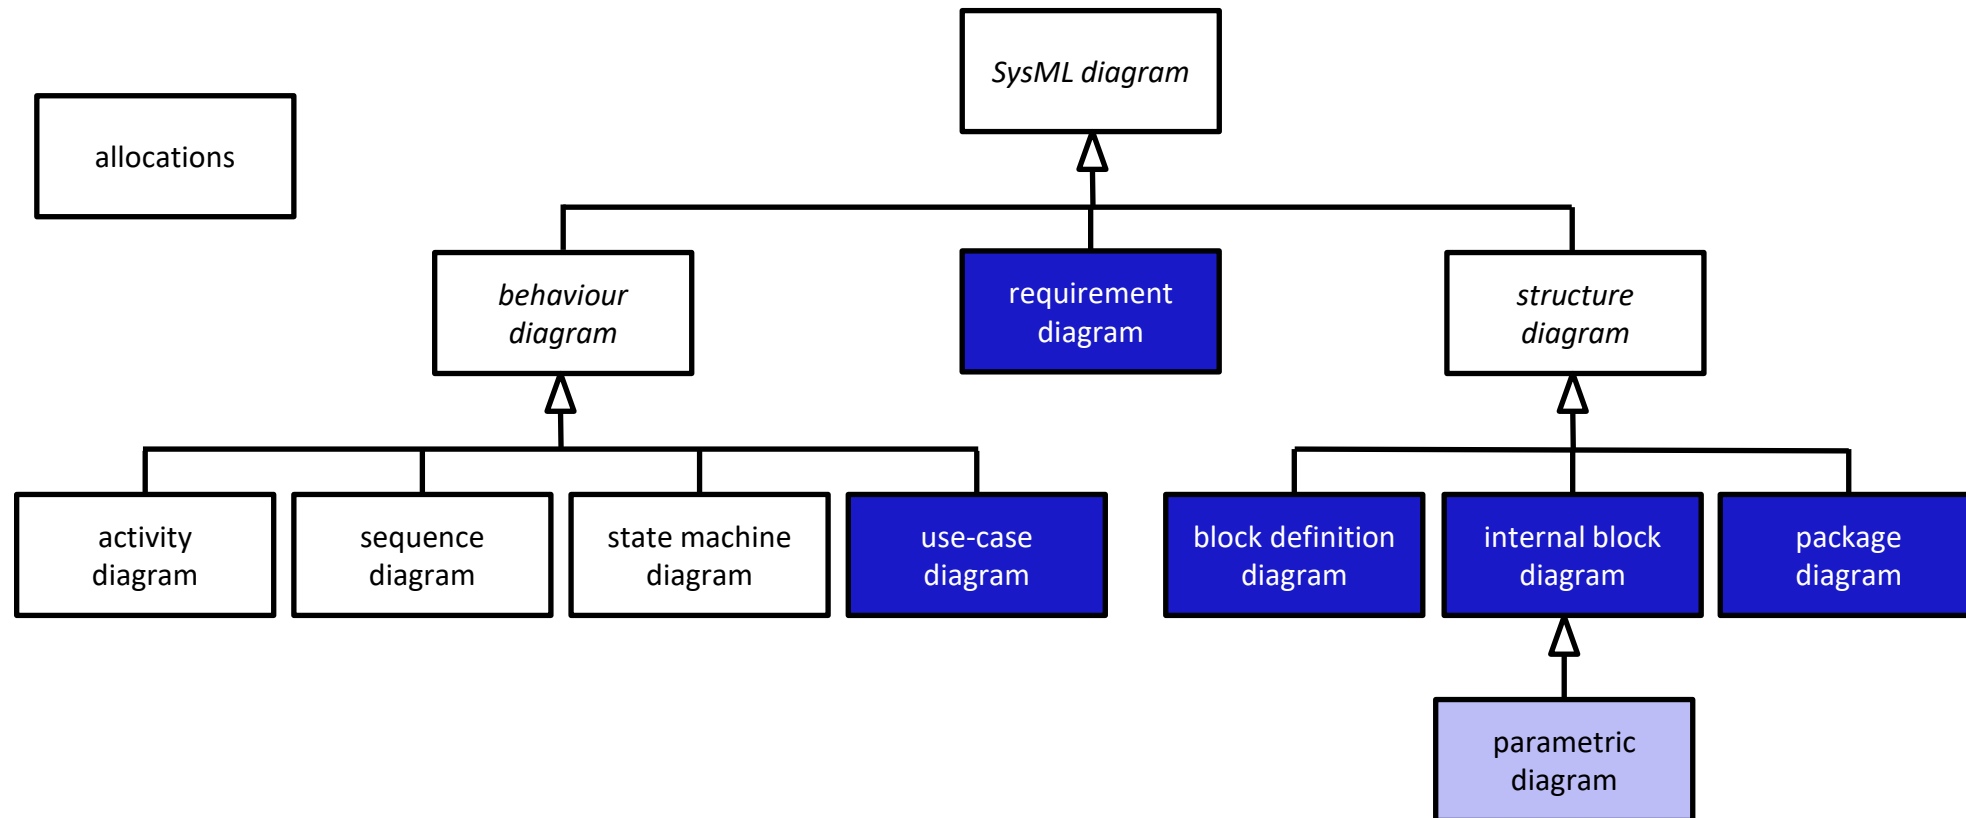 SysML diagram
allocations
behaviour
diagram
requirement
diagram
structure
diagram
activity
diagram
sequence
diagram
state machine
diagram
use-case
diagram
block definition
diagram
internal block
diagram
package
diagram
parametric
diagram